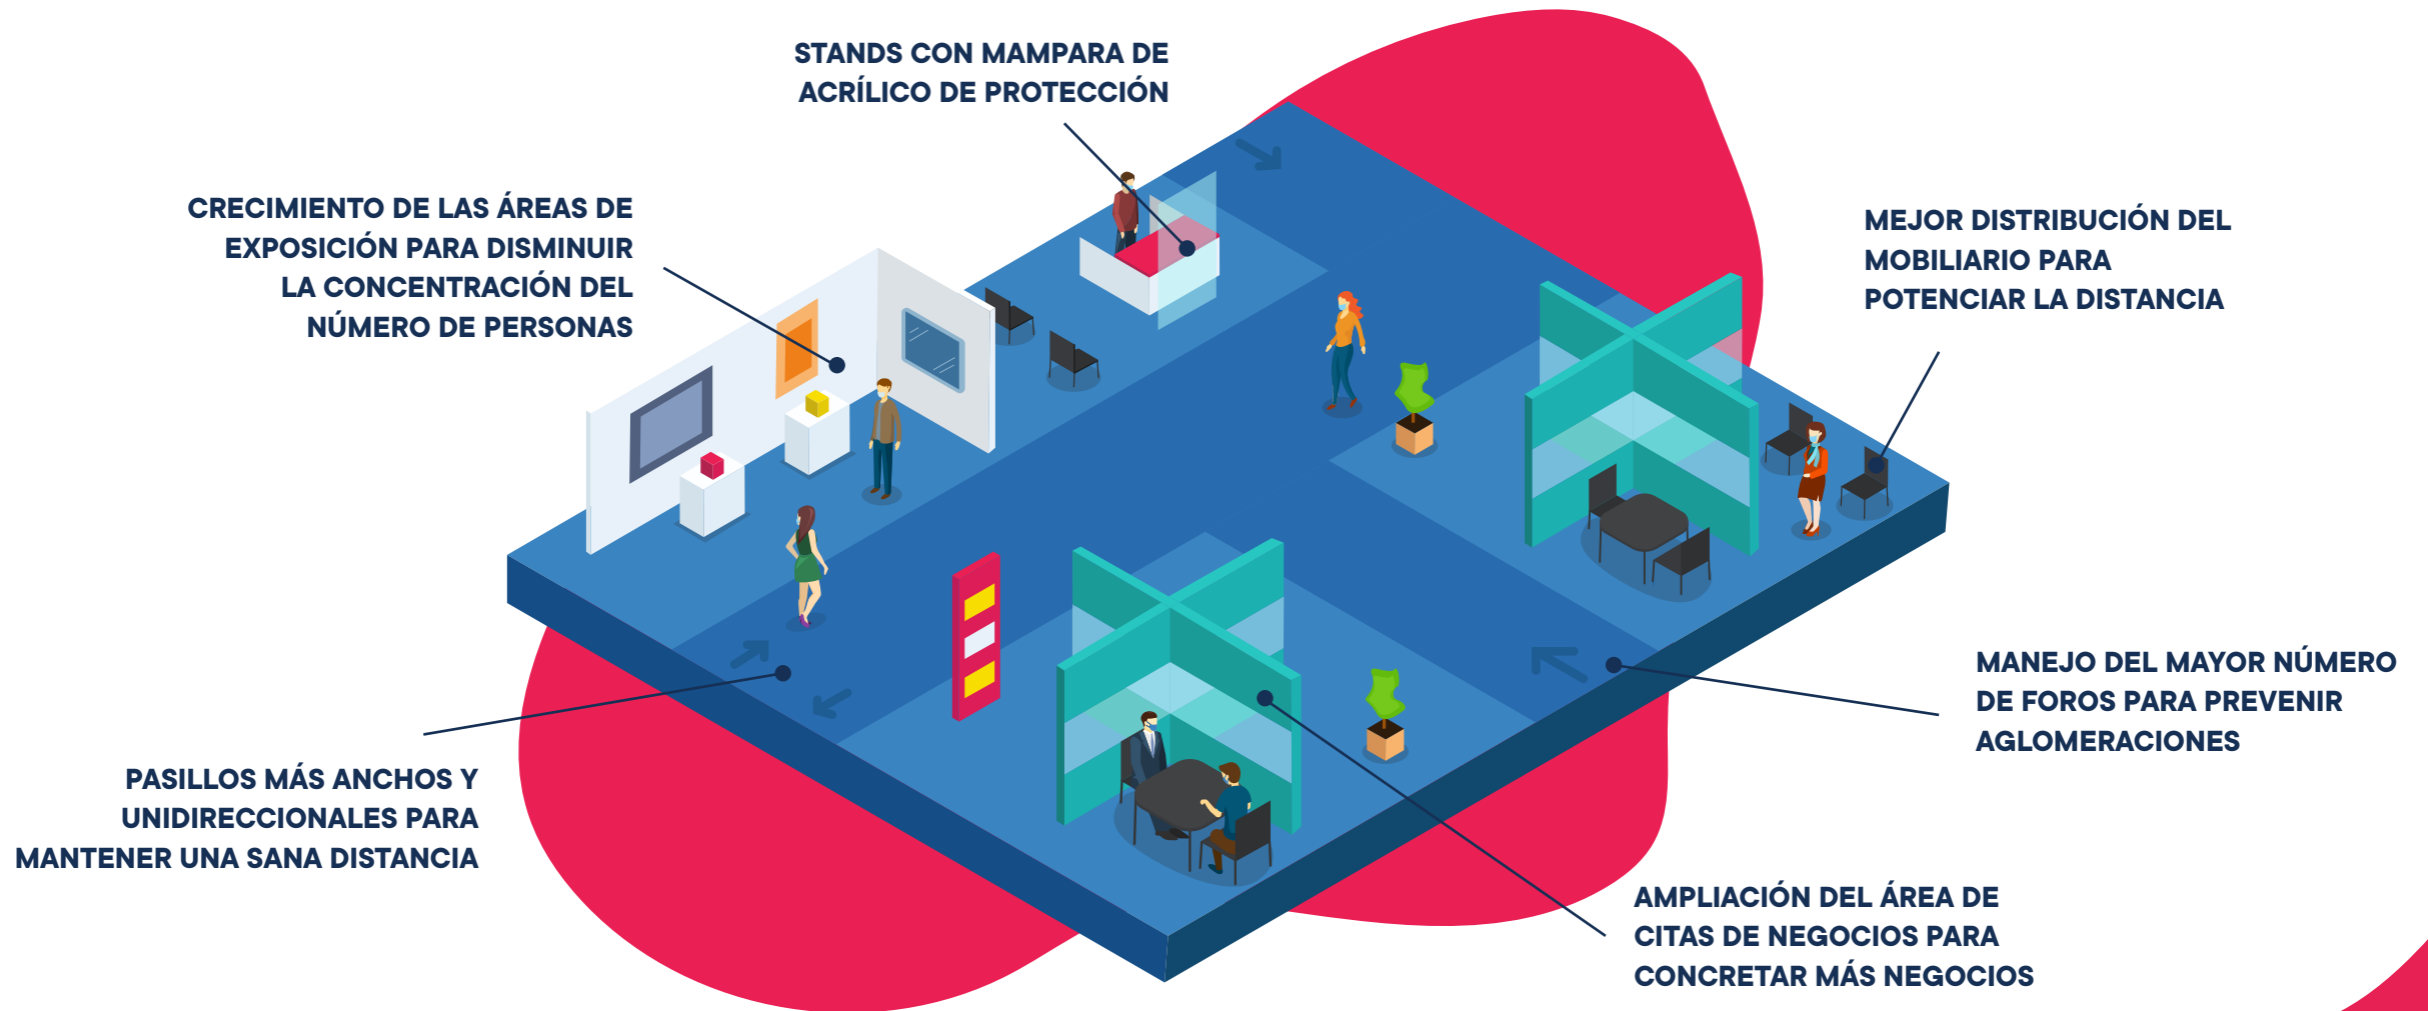 STANDS CON MAMPARA DE
ACRÍLICO DE PROTECCIÓN
CRECIMIENTO DE LAS ÁREAS DE
EXPOSICIÓN PARA DISMINUIR
LA CONCENTRACIÓN DEL
NÚMERO DE PERSONAS
MEJOR DISTRIBUCIÓN DEL
MOBILIARIO PARA
POTENCIAR LA DISTANCIA
MANEJO DEL MAYOR NÚMERO
DE FOROS PARA PREVENIR
AGLOMERACIONES
PASILLOS MÁS ANCHOS Y
UNIDIRECCIONALES PARA
MANTENER UNA SANA DISTANCIA
AMPLIACIÓN DEL ÁREA DE
CITAS DE NEGOCIOS PARA
CONCRETAR MÁS NEGOCIOS